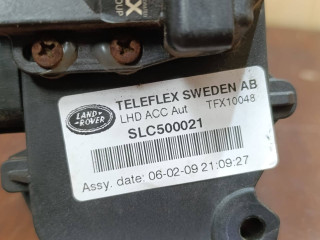 TELEFLEX SWEDEN AB
LAND-
ROVER
LHD ACC Aut TFX10048
SLC500021
Assy. date: 06-02-09 21:09:27